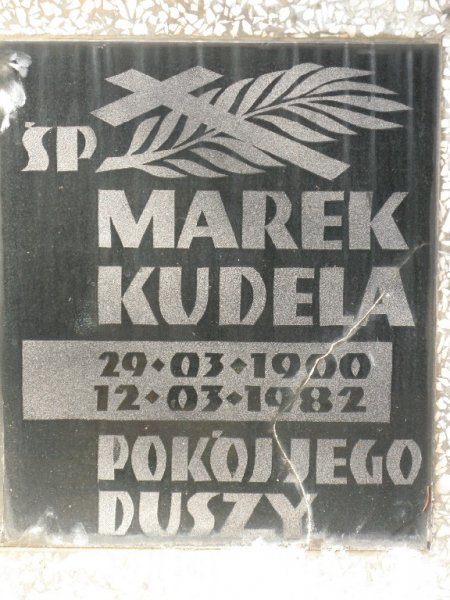 ŚP
MAREK
KUDELA
29•03•1900
12•03•1982
POKÓJ JEGO
DUSZY